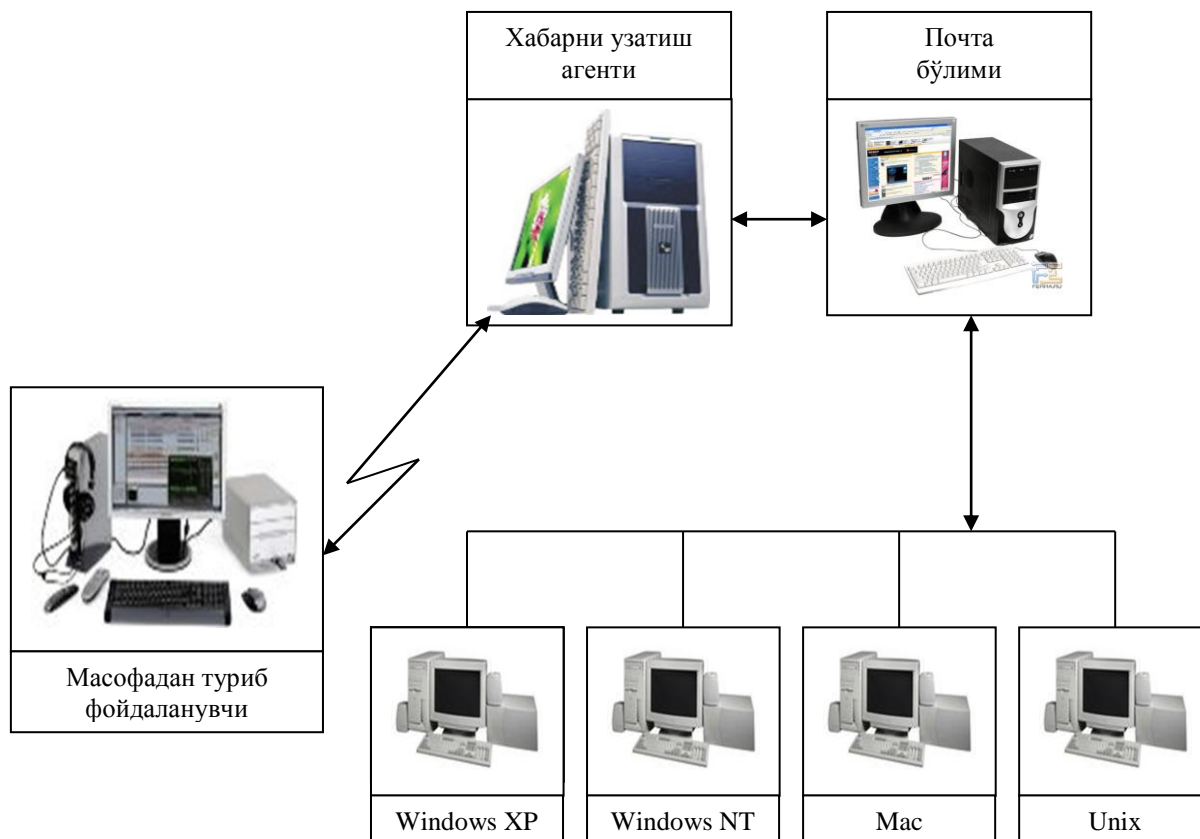 Хабарни узатиш
агенти
Почта
бўлими
Масофадан туриб
фойдаланувчи
Windows XP
Windows NT
Mac
Unix